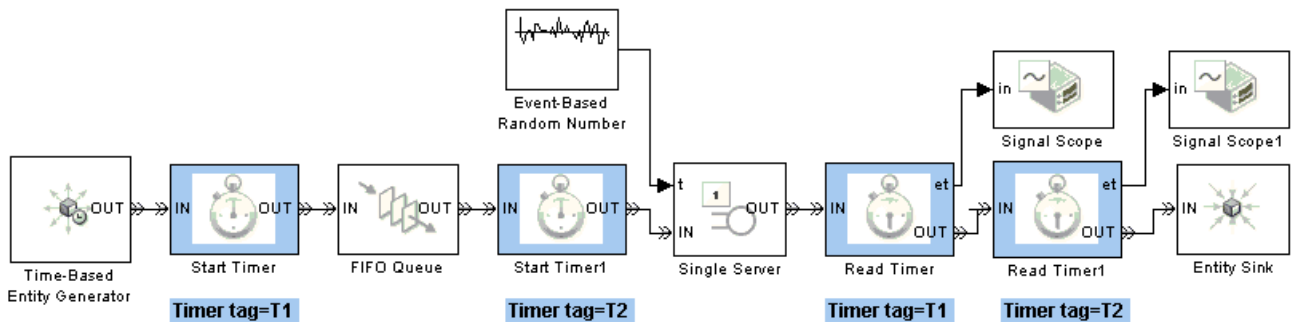 Event-Based
Random Number
in
Signal Scope
in
Signal Scope1
OUT
Time-Based
Entity Generator
IN
OUT
Start Timer
IN
OUT
FIFO Queue
IN
OUT
Start Timer1
t
IN
1
OUT
Single Server
IN
et
OUT
Read Timer
IN
et
OUT
Read Timer1
IN
Entity Sink
Timer tag=T1
Timer tag=T2
Timer tag=T1
Timer tag=T2